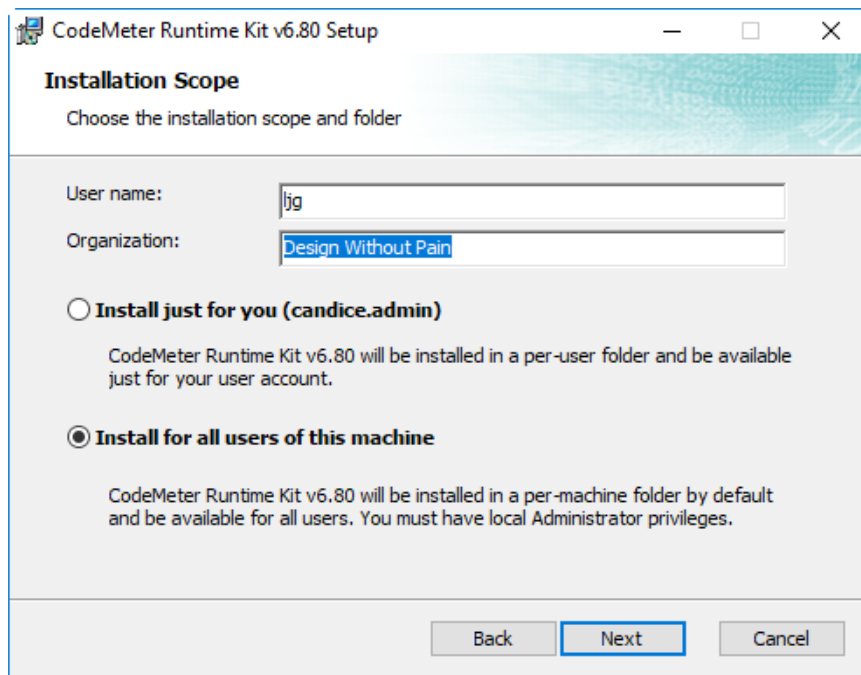 CodeMeter Runtime Kit v6.80 Setup
Installation Scope
Choose the installation scope and folder
User name:
ljg
Organization:
Design Without Pain
Install just for you (candice.admin)
CodeMeter Runtime Kit v6.80 will be installed in a per-user folder and be available
just for your user account.
Install for all users of this machine
CodeMeter Runtime Kit v6.80 will be installed in a per-machine folder by default
and be available for all users. You must have local Administrator privileges.
Back
Next
Cancel